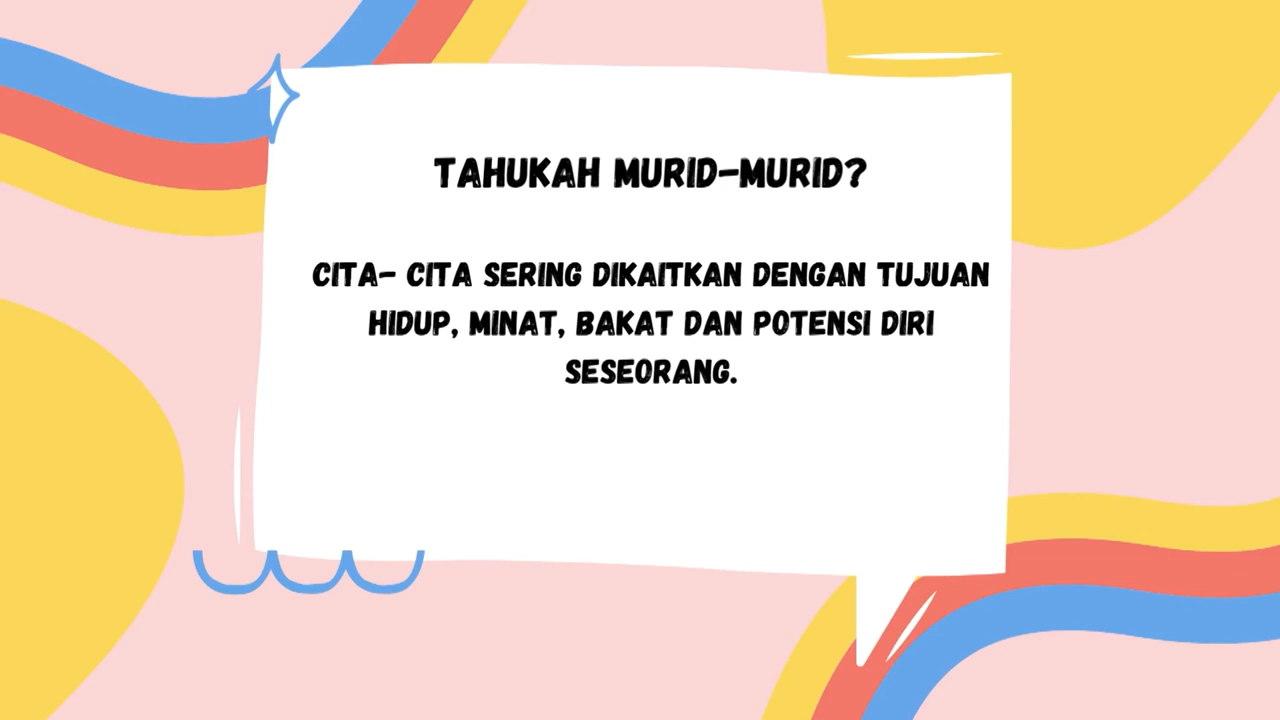 TAHUKAH MURID-MURID?
CITA- CITA SERING DIKAITKAN DENGAN TUJUAN
HIDUP, MINAT, BAKAT DAN POTENSI DIRI
SESEORANG.